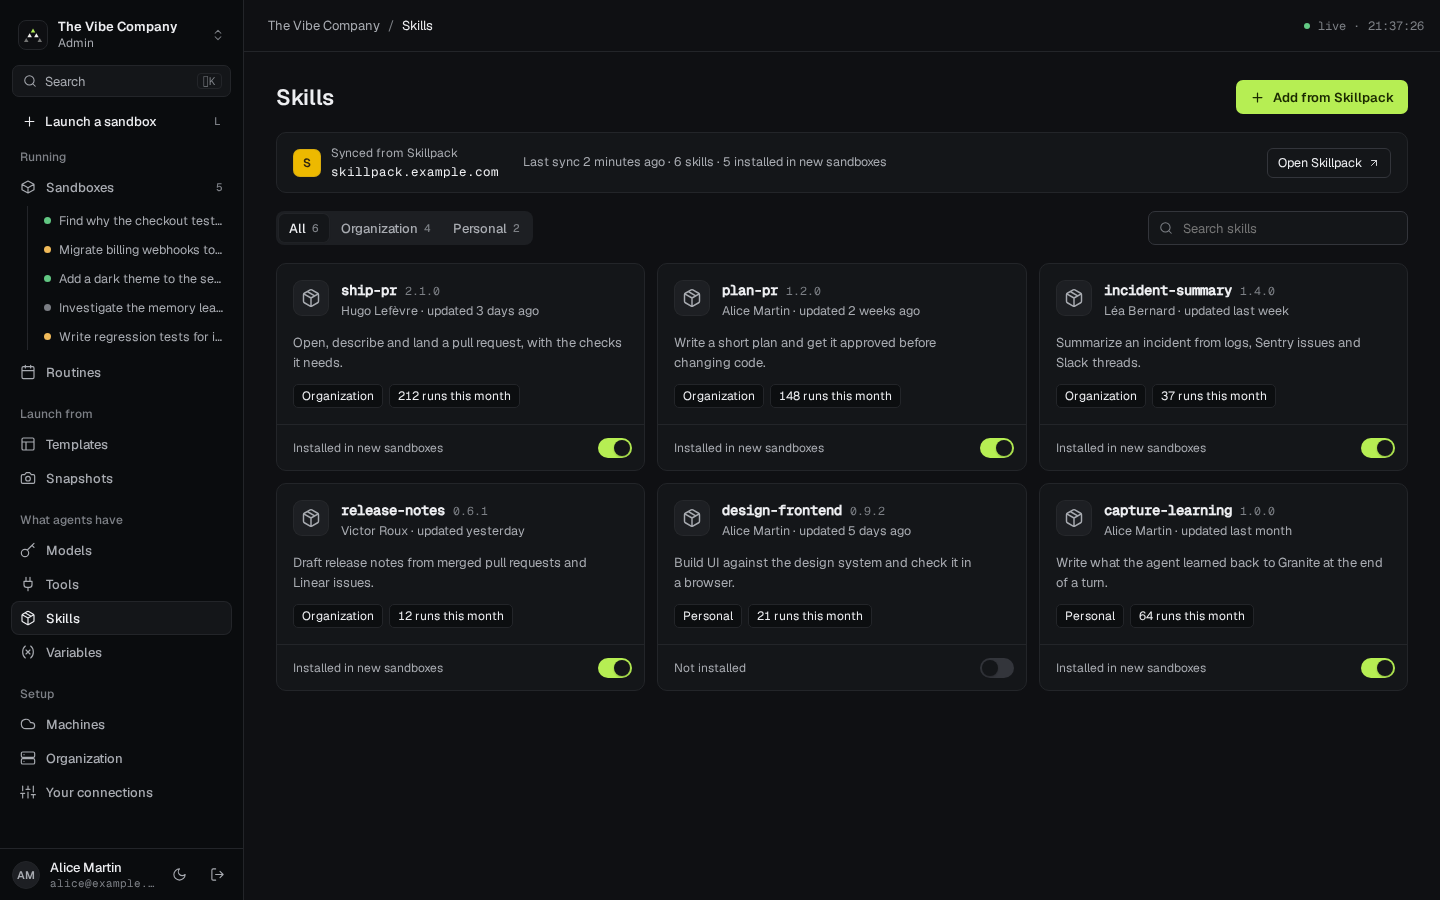 The Vibe Company
Admin
Search
K
Launch a sandbox
L
Running
Sandboxes
5
Find why the checkout test...
Migrate billing webhooks to...
Add a dark theme to the se...
Investigate the memory lea...
Write regression tests for i...
Routines
Launch from
Templates
Snapshots
What agents have
Models
Tools
Skills
Variables
Setup
Machines
Organization
Your connections
AM
Alice Martin
alice@example....
The Vibe Company / Skills
live · 21:37:26
Skills
Add from Skillpack
S
Synced from Skillpack
skillpack.example.com
Last sync 2 minutes ago · 6 skills · 5 installed in new sandboxes
Open Skillpack
All 6
Organization 4
Personal 2
Search skills
ship-pr 2.1.0
Hugo Lefèvre · updated 3 days ago
Open, describe and land a pull request, with the checks
it needs.
Organization
212 runs this month
Installed in new sandboxes
plan-pr 1.2.0
Alice Martin · updated 2 weeks ago
Write a short plan and get it approved before
changing code.
Organization
148 runs this month
Installed in new sandboxes
incident-summary 1.4.0
Léa Bernard · updated last week
Summarize an incident from logs, Sentry issues and
Slack threads.
Organization
37 runs this month
Installed in new sandboxes
release-notes 0.6.1
Victor Roux · updated yesterday
Draft release notes from merged pull requests and
Linear issues.
Organization
12 runs this month
Installed in new sandboxes
design-frontend 0.9.2
Alice Martin · updated 5 days ago
Build UI against the design system and check it in
a browser.
Personal
21 runs this month
Not installed
capture-learning 1.0.0
Alice Martin · updated last month
Write what the agent learned back to Granite at the end
of a turn.
Personal
64 runs this month
Installed in new sandboxes